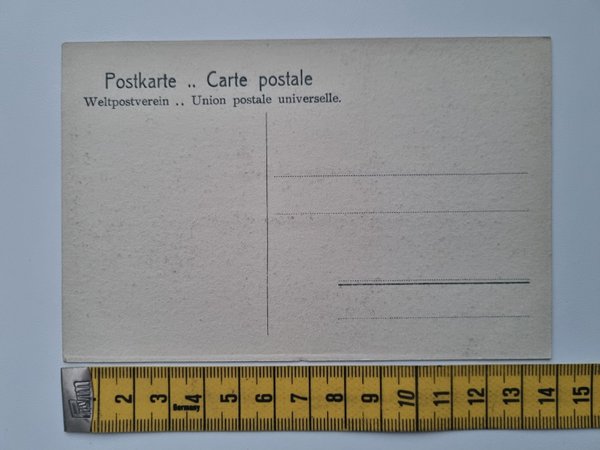 Postkarte .. Carte postale
Weltpostverein .. Union postale universelle.
2 3 4 5 6 7 8 9 10 11 12 13 14 15
Germany